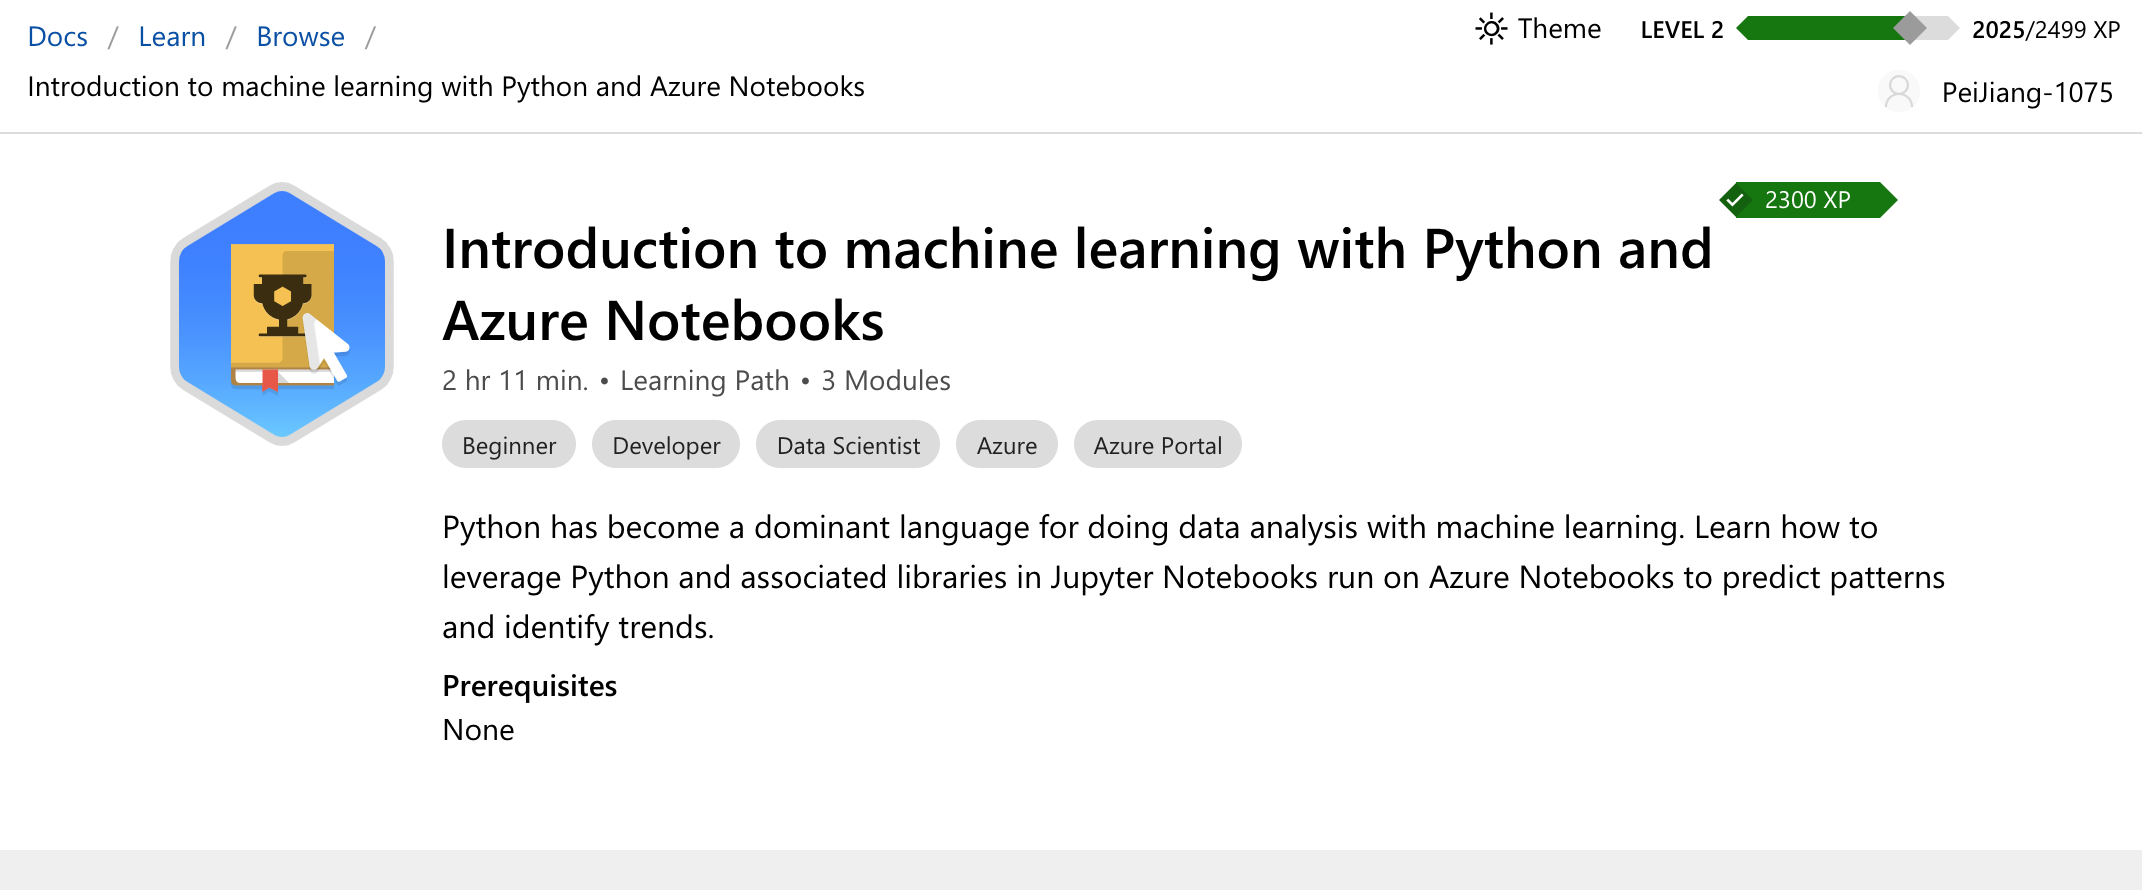 Docs / Learn / Browse /
Introduction to machine learning with Python and Azure Notebooks
Theme
LEVEL 2
2025/2499 XP
PeiJiang-1075
2300 XP
Introduction to machine learning with Python and
Azure Notebooks
2 hr 11 min. • Learning Path • 3 Modules
Beginner
Developer
Data Scientist
Azure
Azure Portal
Python has become a dominant language for doing data analysis with machine learning. Learn how to
leverage Python and associated libraries in Jupyter Notebooks run on Azure Notebooks to predict patterns
and identify trends.
Prerequisites
None